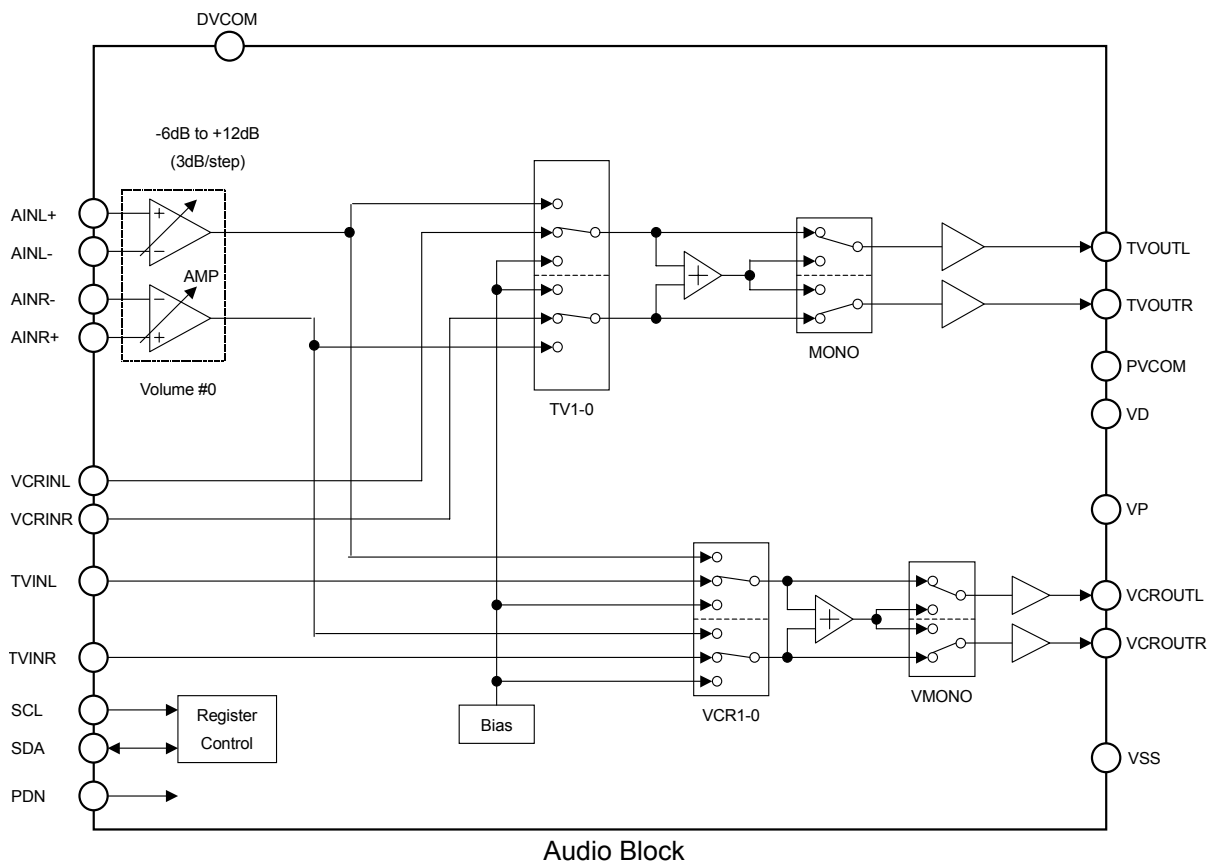 DVCOM
-6dB to +12dB
(3dB/step)
AINL+
AINL-
AINR-
AINR+
+
−
AMP
−
+
Volume #0
TV1-0
+
MONO
TVOUTL
TVOUTR
PVCOM
VD
VP
VCRINL
VCRINR
TVINL
TVINR
SCL
SDA
PDN
Register
Control
Bias
VCR1-0
+
VMONO
VCROUTL
VCROUTR
VSS
Audio Block